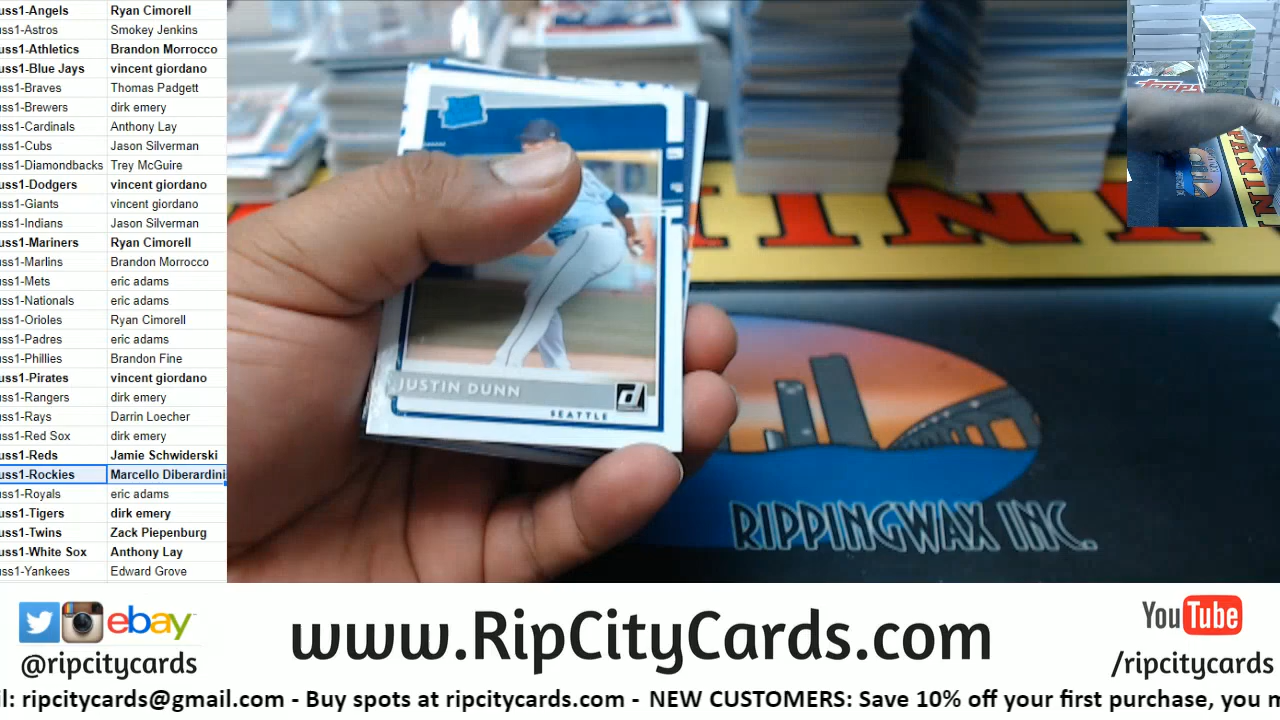 uss1-Angels Ryan Cimorell
uss1-Astros Smokey Jenkins
uss1-Athletics Brandon Morrocco
uss1-Blue Jays vincent giordano
uss1-Braves Thomas Padgett
uss1-Brewers dirk emery
uss1-Cardinals Anthony Lay
uss1-Cubs Jason Silverman
uss1-Diamondbacks Trey McGuire
uss1-Dodgers vincent giordano
uss1-Giants vincent giordano
uss1-Indians Jason Silverman
uss1-Mariners Ryan Cimorell
uss1-Marlins Brandon Morrocco
uss1-Mets eric adams
uss1-Nationals eric adams
uss1-Orioles Ryan Cimorell
uss1-Padres eric adams
uss1-Phillies Brandon Fine
uss1-Pirates vincent giordano
uss1-Rangers dirk emery
uss1-Rays Darrin Loecher
uss1-Red Sox dirk emery
uss1-Reds Jamie Schwiderski
uss1-Rockies Marcello Diberardini
uss1-Royals eric adams
uss1-Tigers dirk emery
uss1-Twins Zack Piepenburg
uss1-White Sox Anthony Lay
uss1-Yankees Edward Grove
JUSTIN DUNN
SEATTLE
ININI
RIPPINGWAX INC.
Topps
PANINI
ebay
@ripcitycards
www.RipCityCards.com
YouTube
/ripcitycards
il: ripcitycards@gmail.com - Buy spots at ripcitycards.com - NEW CUSTOMERS: Save 10% off your first purchase, you m